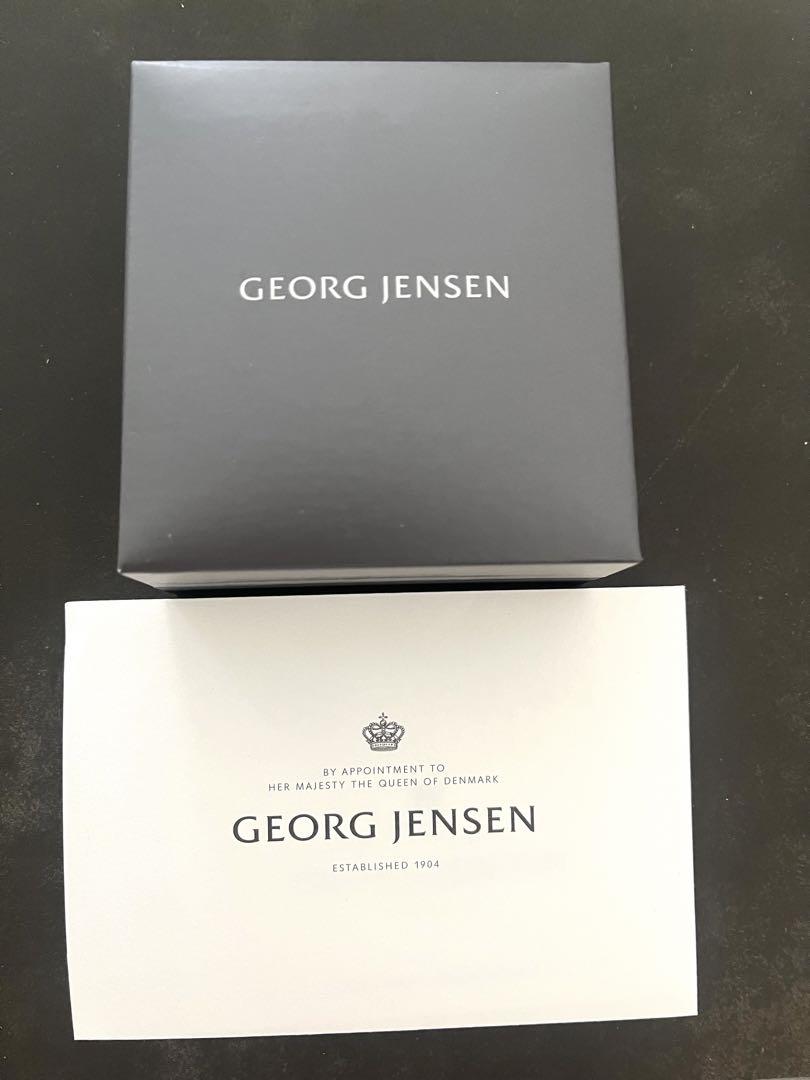 GEORG JENSEN
BY APPOINTMENT TO
HER MAJESTY THE QUEEN OF DENMARK
GEORG JENSEN
ESTABLISHED 1904